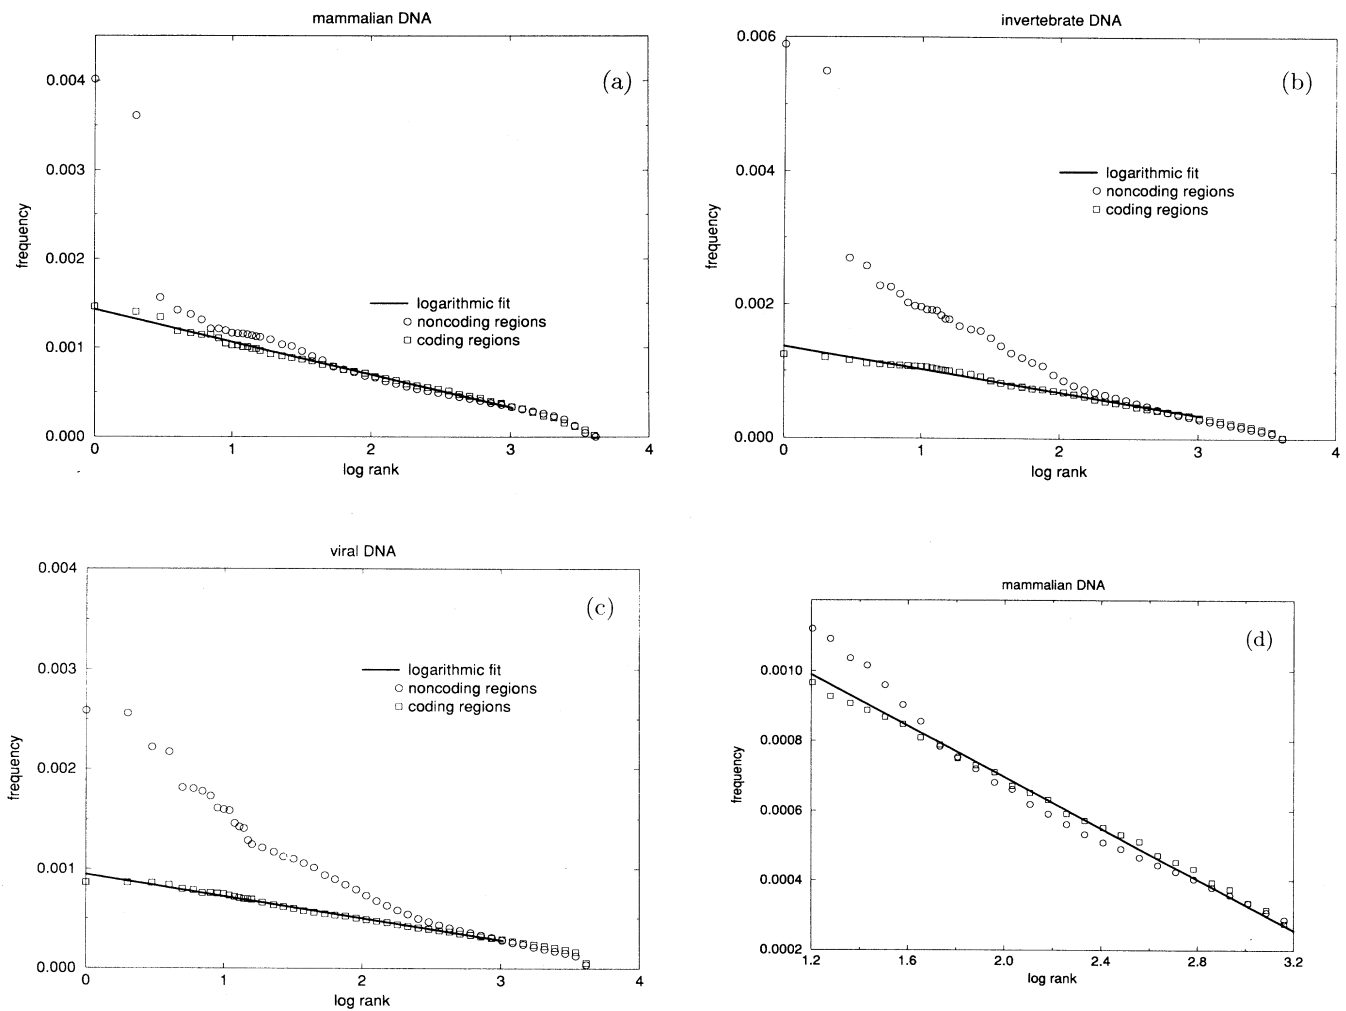 mammalian DNA
(a)
0.004
0.003
0.002
0.001
0.000
frequency
logarithmic fit
noncoding regions
coding regions
0 1 2 3 4
log rank
invertebrate DNA
(b)
0.006
0.004
0.002
0.000
frequency
logarithmic fit
noncoding regions
coding regions
0 1 2 3 4
log rank
viral DNA
(c)
0.004
0.003
0.002
0.001
0.000
frequency
logarithmic fit
noncoding regions
coding regions
0 1 2 3 4
log rank
mammalian DNA
(d)
0.0010
0.0008
0.0006
0.0004
0.0002
frequency
1.2 1.6 2.0 2.4 2.8 3.2
log rank